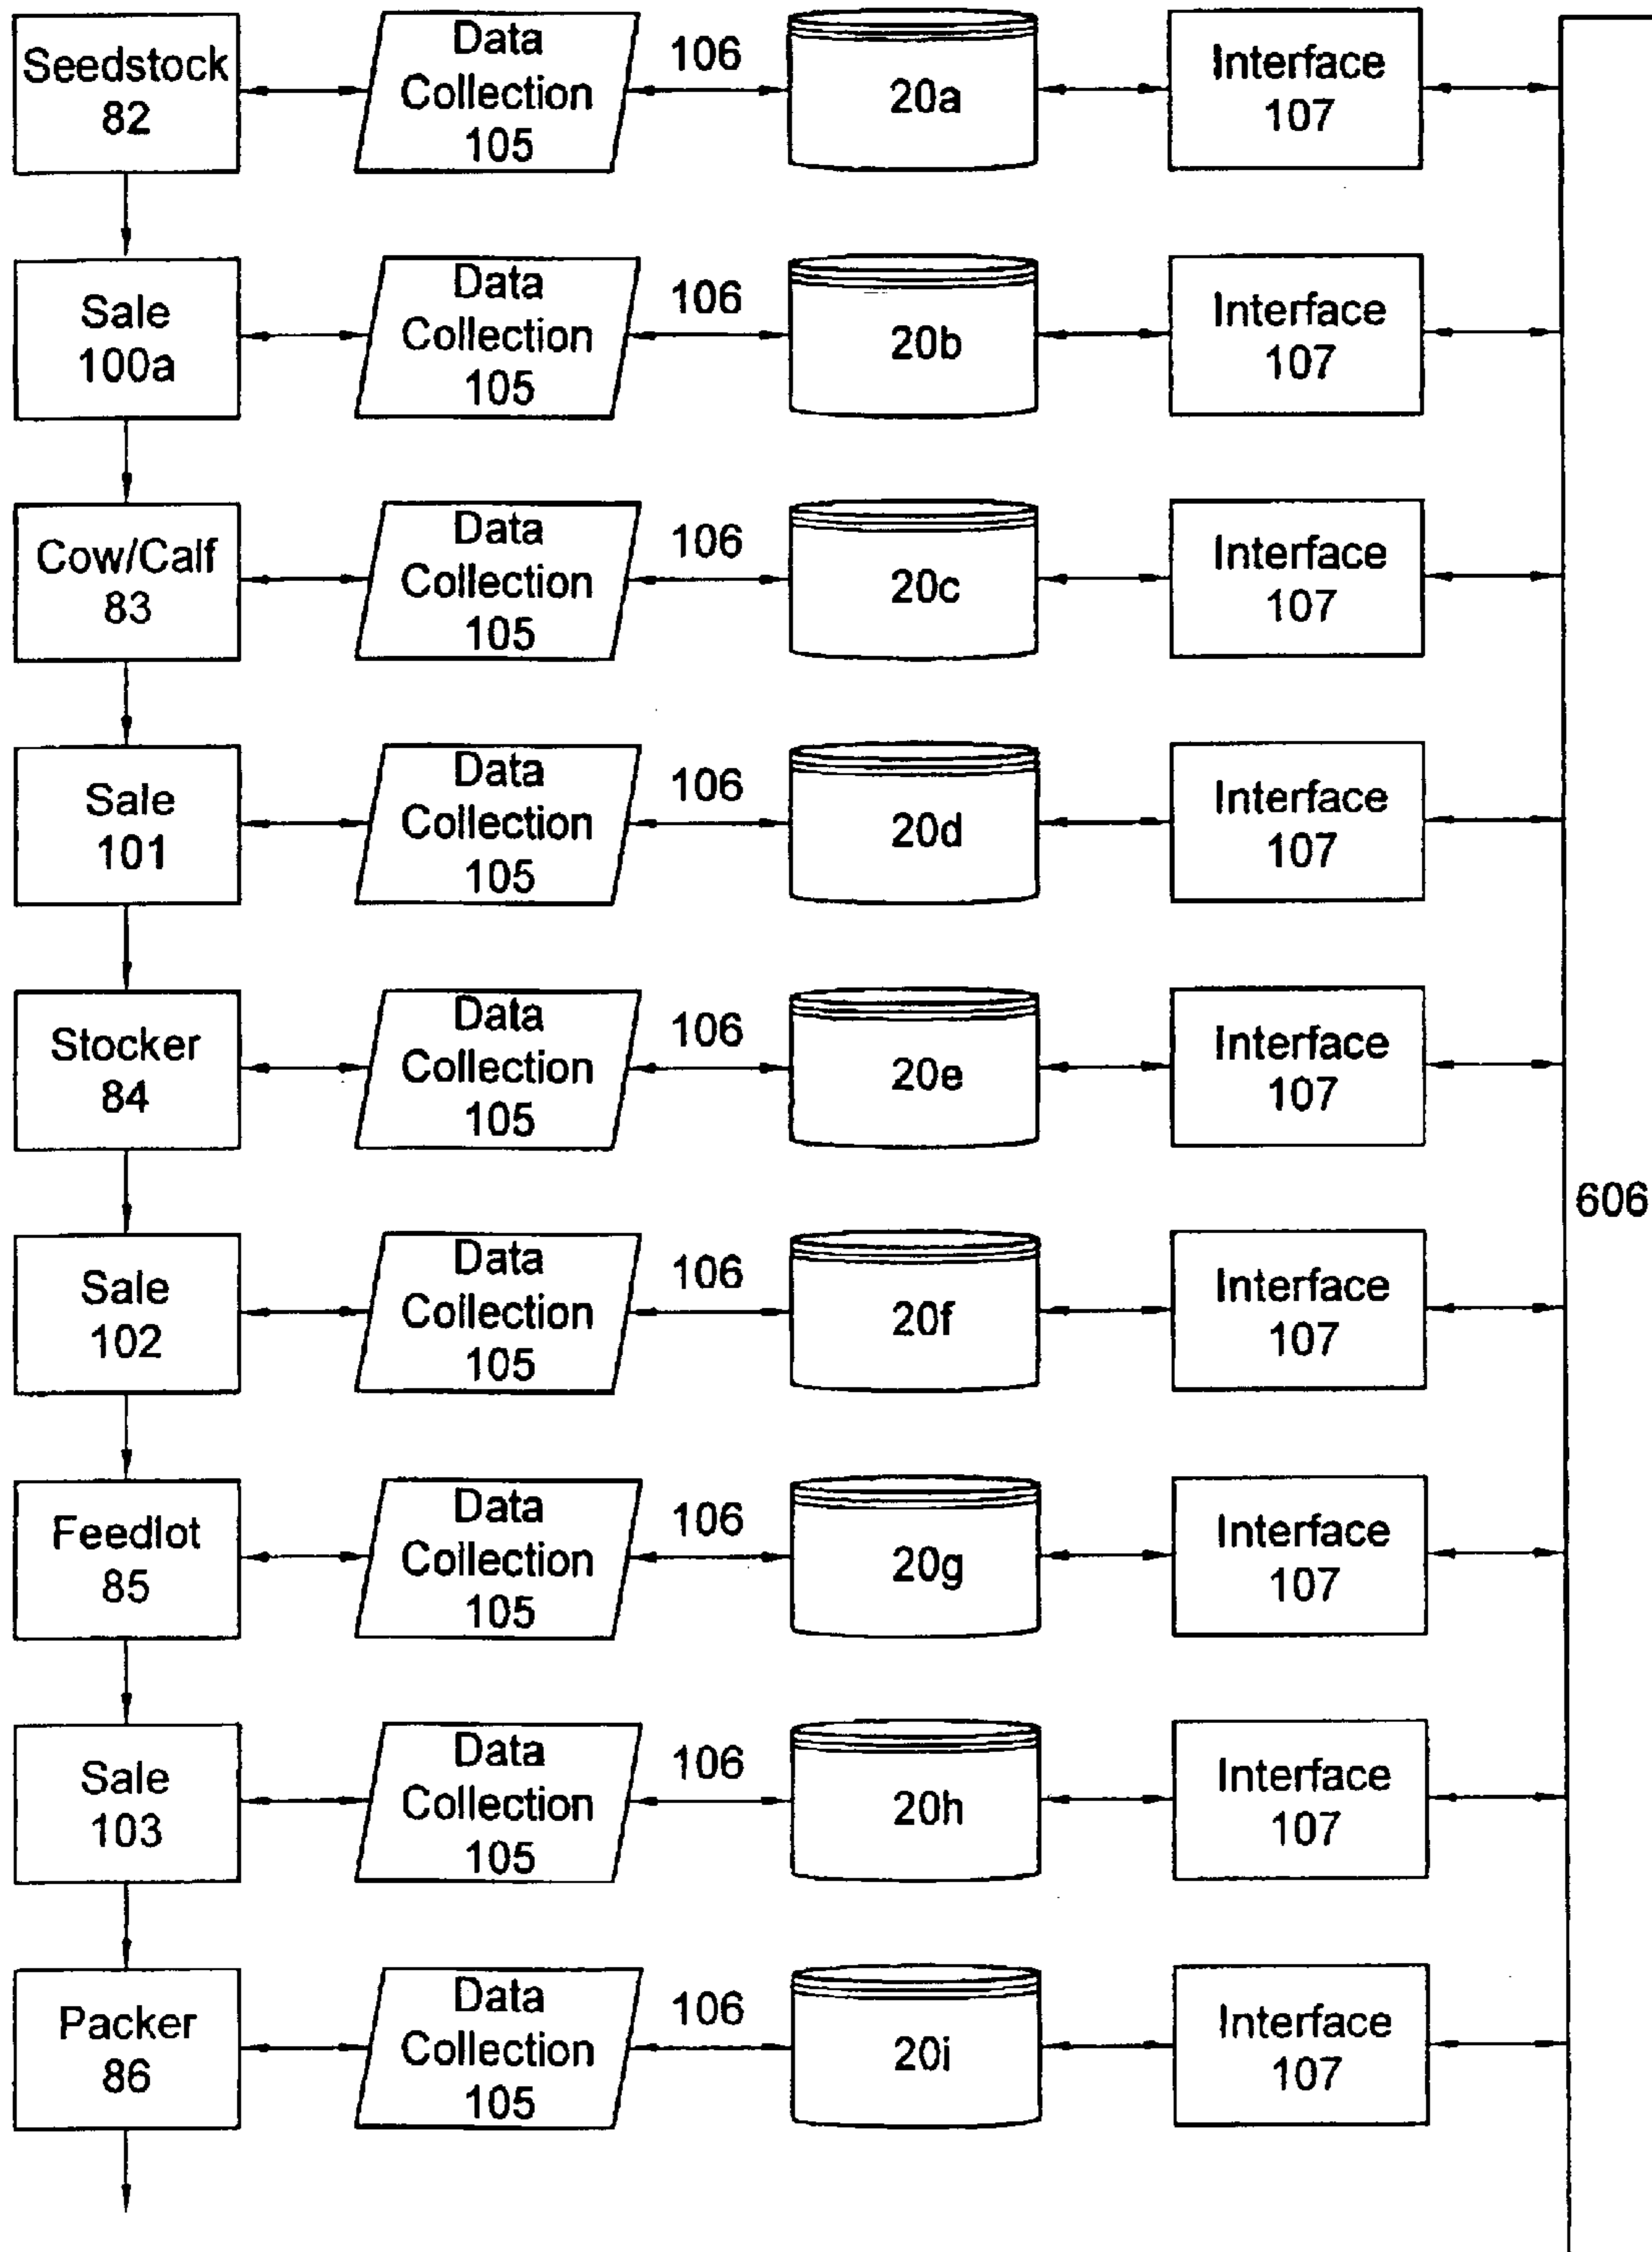 Seedstock
82
Data
Collection
105
106
20a
Interface
107
Sale
100a
Data
Collection
105
106
20b
Interface
107
Cow/Calf
83
Data
Collection
105
106
20c
Interface
107
Sale
101
Data
Collection
105
106
20d
Interface
107
Stocker
84
Data
Collection
105
106
20e
Interface
107
606
Sale
102
Data
Collection
105
106
20f
Interface
107
Feedlot
85
Data
Collection
105
106
20g
Interface
107
Sale
103
Data
Collection
105
106
20h
Interface
107
Packer
86
Data
Collection
105
106
20i
Interface
107